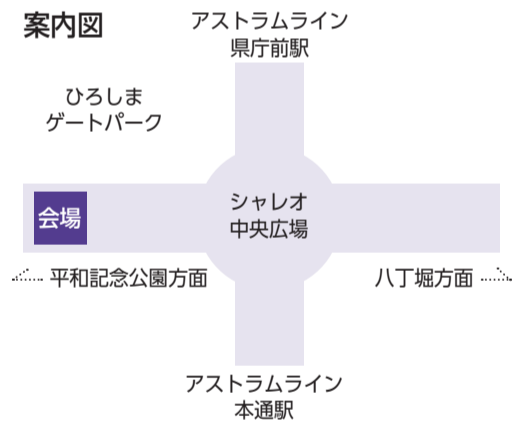 案内図
アストラムライン
県庁前駅
ひろしま
ゲートパーク
会場
シャレオ
中央広場
平和記念公園方面
八丁堀方面
アストラムライン
本通駅